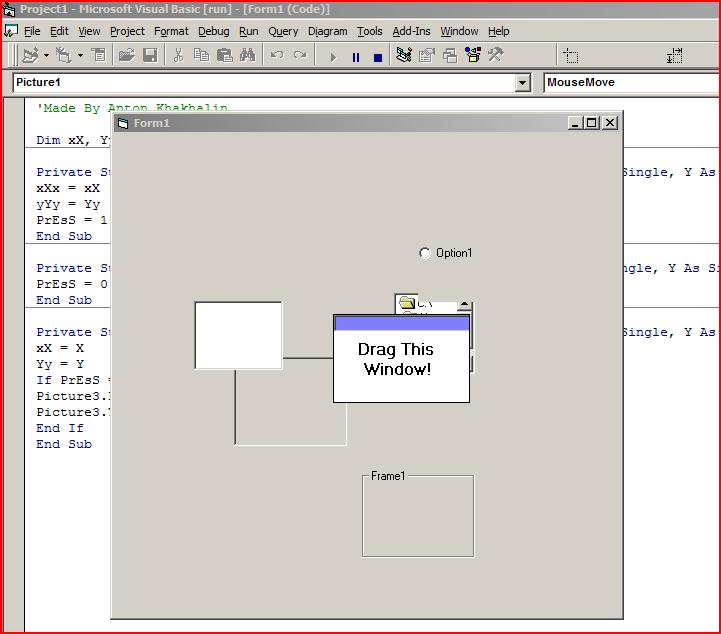 Project1 - Microsoft Visual Basic [run] - [Form1 (Code)]
File Edit View Project Format Debug Run Query Diagram Tools Add-Ins Window Help
Picture1 MouseMove
'Made By Anton Khakhalin
Form1
Dim xX,
Private Single, Y As
xXx = xX
yYy = Yy
PrEsS = 1
End Sub
Option1
Private Y As
PrEsS = 0
End Sub
C:\
Private Single, Y As
xX = X
Drag This
Yy = Y
Window!
If PrEsS
Picture3.
Picture3.
End If
End Sub
Frame1